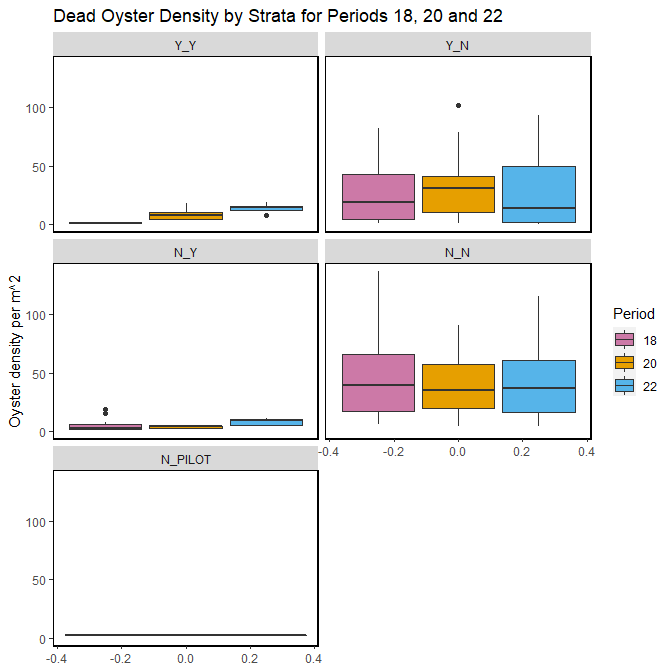 Dead Oyster Density by Strata for Periods 18, 20 and 22
Y_Y
Y_N
100
50
0
N_Y
N_N
100
50
0
Oyster density per m^2
Period
18
20
22
-0.4 -0.2 0.0 0.2 0.4
N_PILOT
100
50
0
-0.4 -0.2 0.0 0.2 0.4